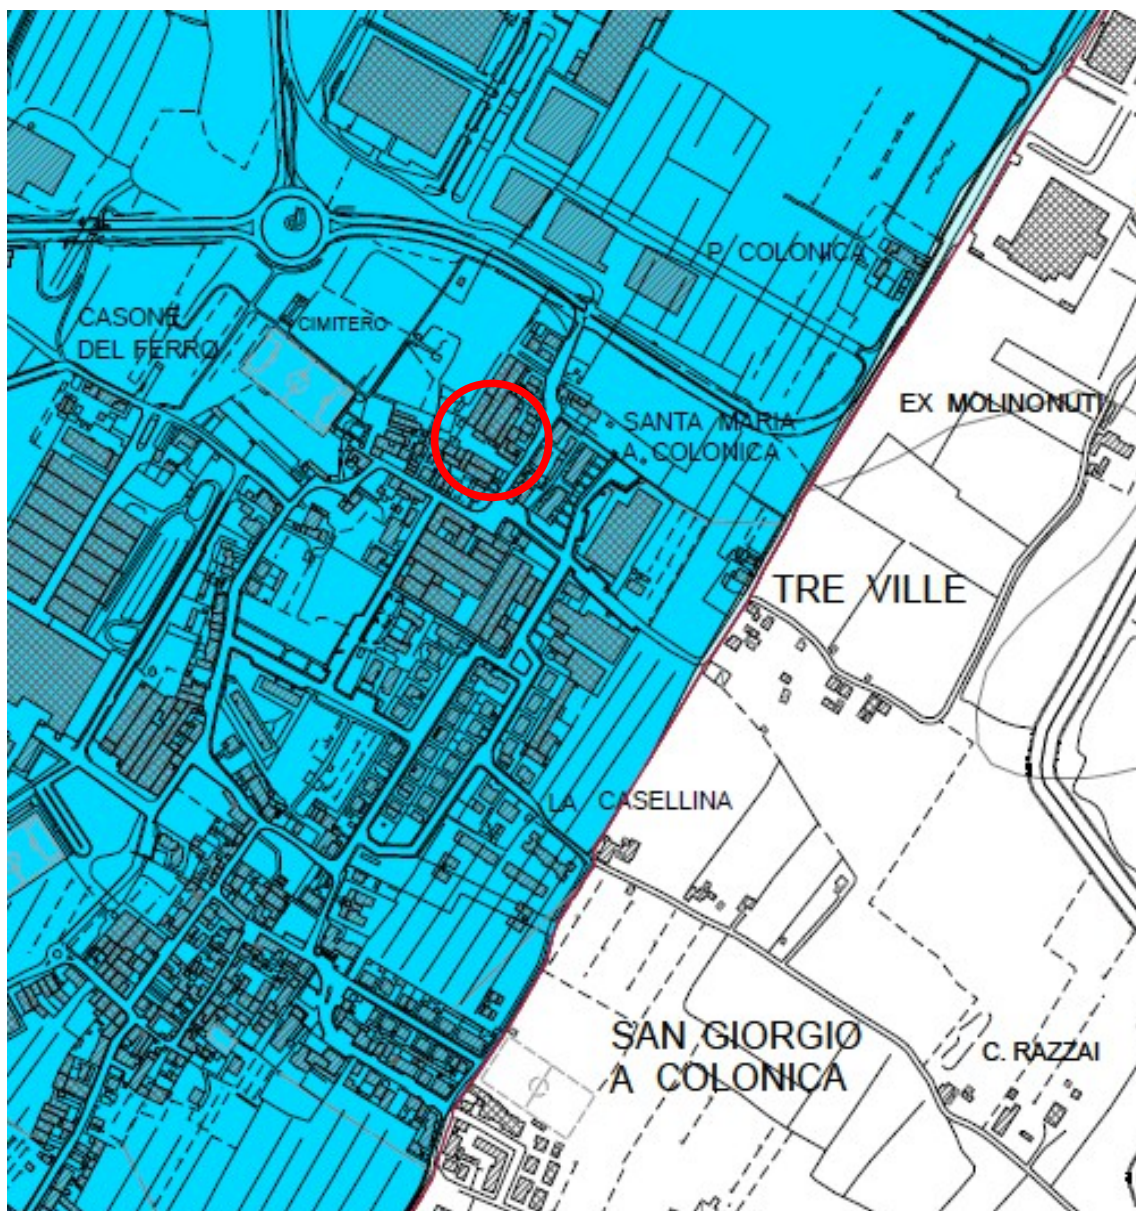 P COLONICA
CASONE
DEL FERRO
CIMITERO
EX MOLINONUTI
SANTA MARIA
A COLONICA
TRE VILLE
LA CASELLINA
SAN GIORGIO
A COLONICA
C. RAZZAI